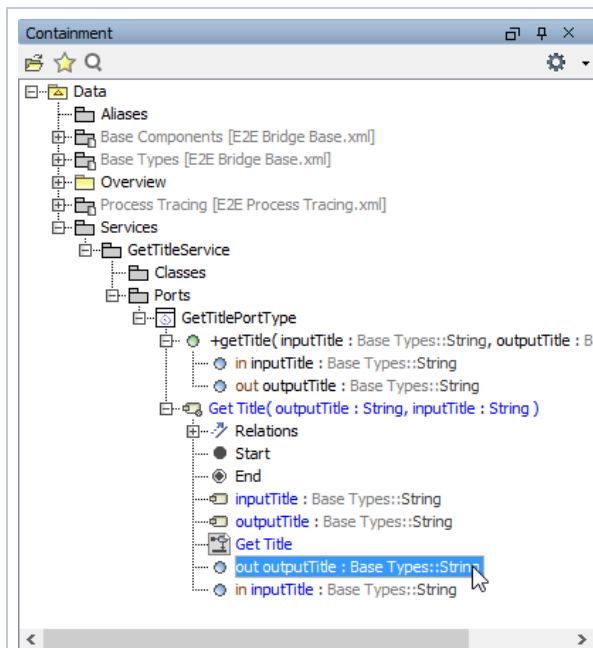 Containment
Data
Aliases
Base Components [E2E Bridge Base.xml]
Base Types [E2E Bridge Base.xml]
Overview
Process Tracing [E2E Process Tracing.xml]
Services
GetTitleService
Classes
Ports
GetTitlePortType
+getTitle( inputTitle : Base Types::String, outputTitle : B
in inputTitle : Base Types::String
out outputTitle : Base Types::String
Get Title( outputTitle : String, inputTitle : String )
Relations
Start
End
inputTitle : Base Types::String
outputTitle : Base Types::String
Get Title
out outputTitle : Base Types::String
in inputTitle : Base Types::String